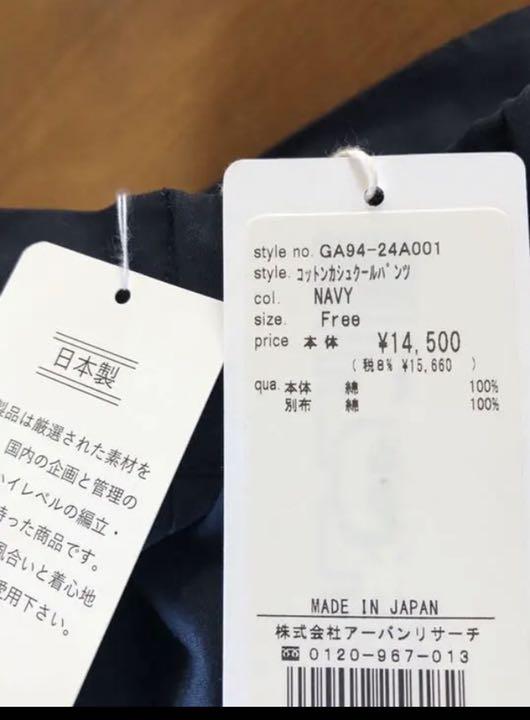 style no. GA94-24A001
style. コットンカシュクールパンツ
col. NAVY
size. Free
price 本体 ¥14,500
( 税8% ¥15,660 )
qua. 本体 綿 100%
別布 綿 100%
MADE IN JAPAN
株式会社アーバンリサーチ
0120-967-013
日本製
製品は厳選された素材を
国内の企画と管理の
ハイレベルの編立・
持った商品です。
風合いと着心地
愛用下さい。